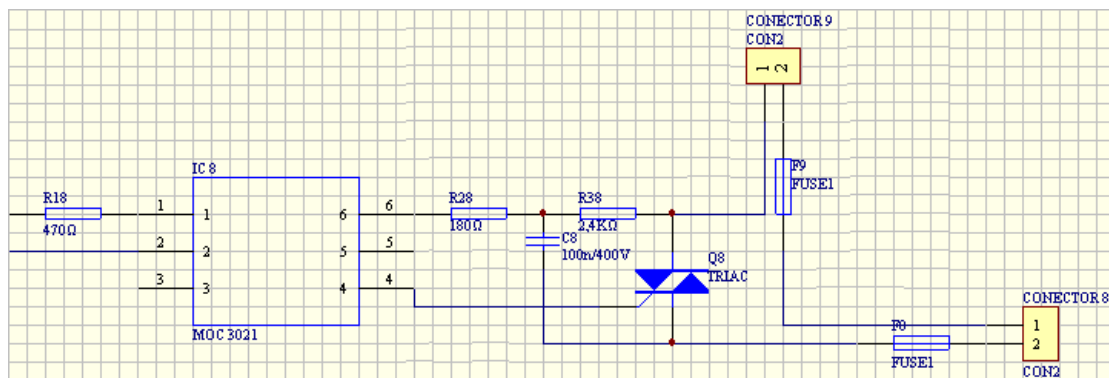 CONECTOR 9
CON2
1 2
IC 8
F9
FUSE1
R18
470Ω
1
1
2
2
3
3
6
6
5
5
4
4
MOC 3021
R28
180Ω
R38
2,4KΩ
C8
100n/400V
Q8
TRIAC
CONECTOR 8
1
2
CON2
F0
FUSE1